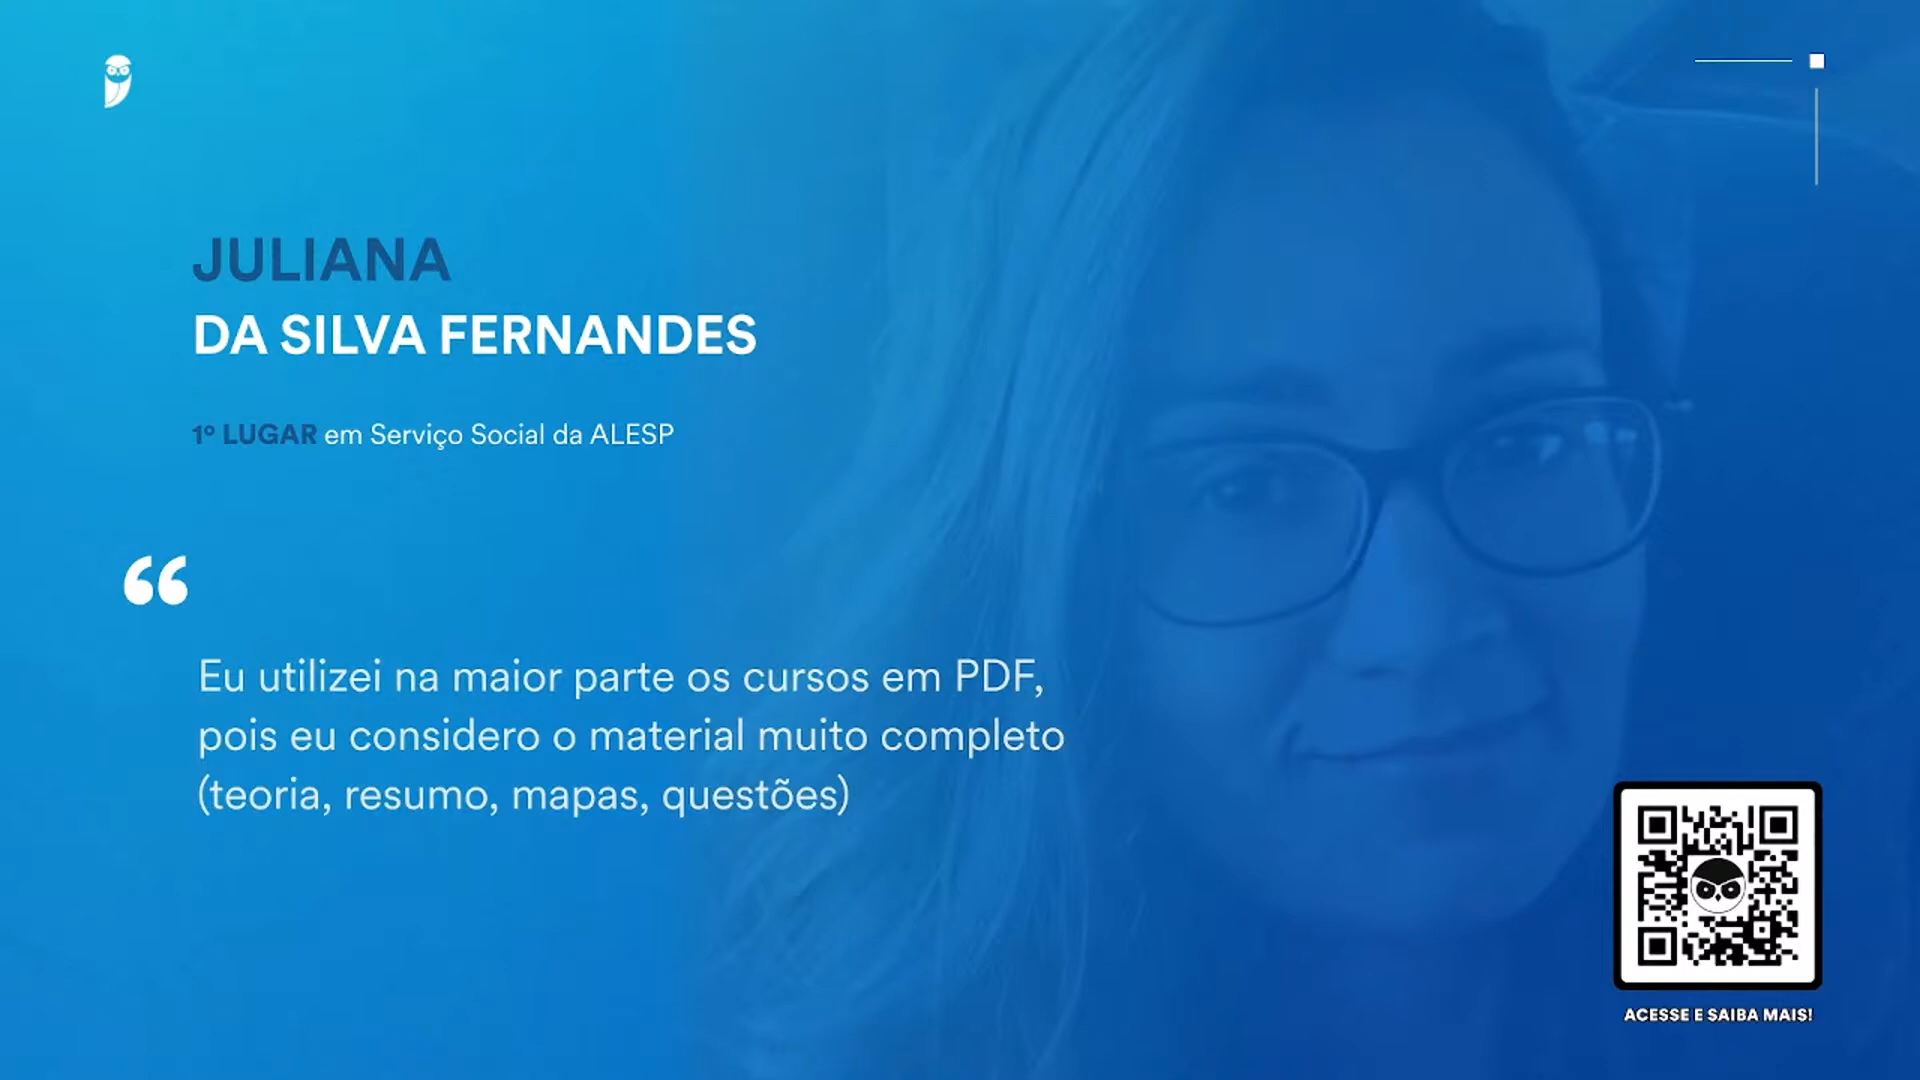 JULIANA
DA SILVA FERNANDES
1º LUGAR em Serviço Social da ALESP
“
Eu utilizei na maior parte os cursos em PDF,
pois eu considero o material muito completo
(teoria, resumo, mapas, questões)
ACESSE E SAIBA MAIS!